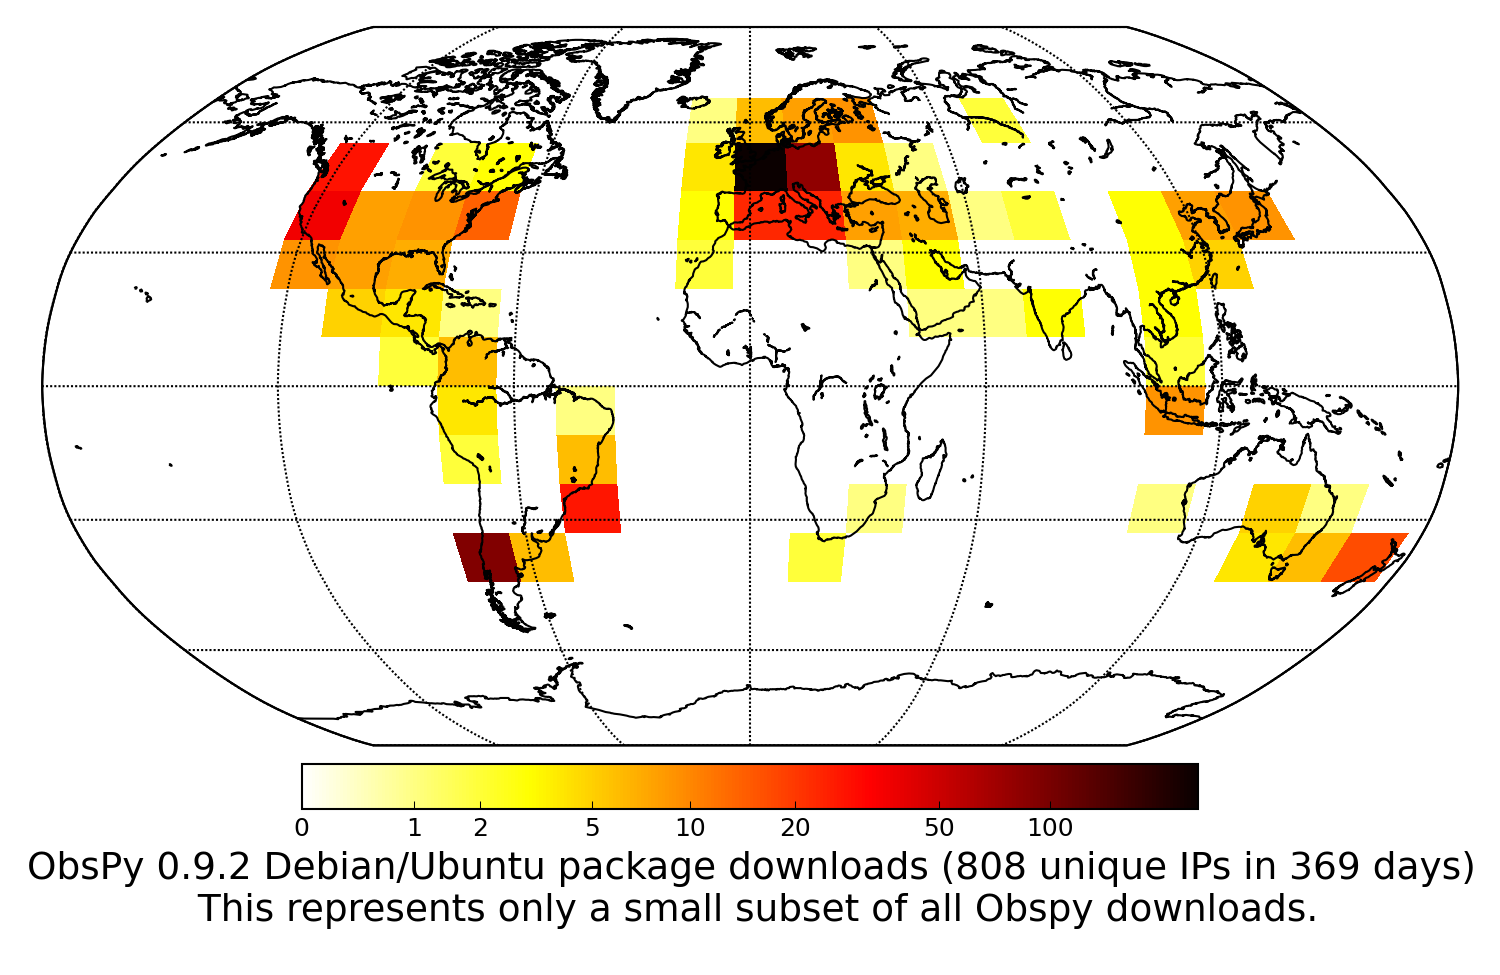 0 1 2 5 10 20 50 100
ObsPy 0.9.2 Debian/Ubuntu package downloads (808 unique IPs in 369 days)
This represents only a small subset of all Obspy downloads.